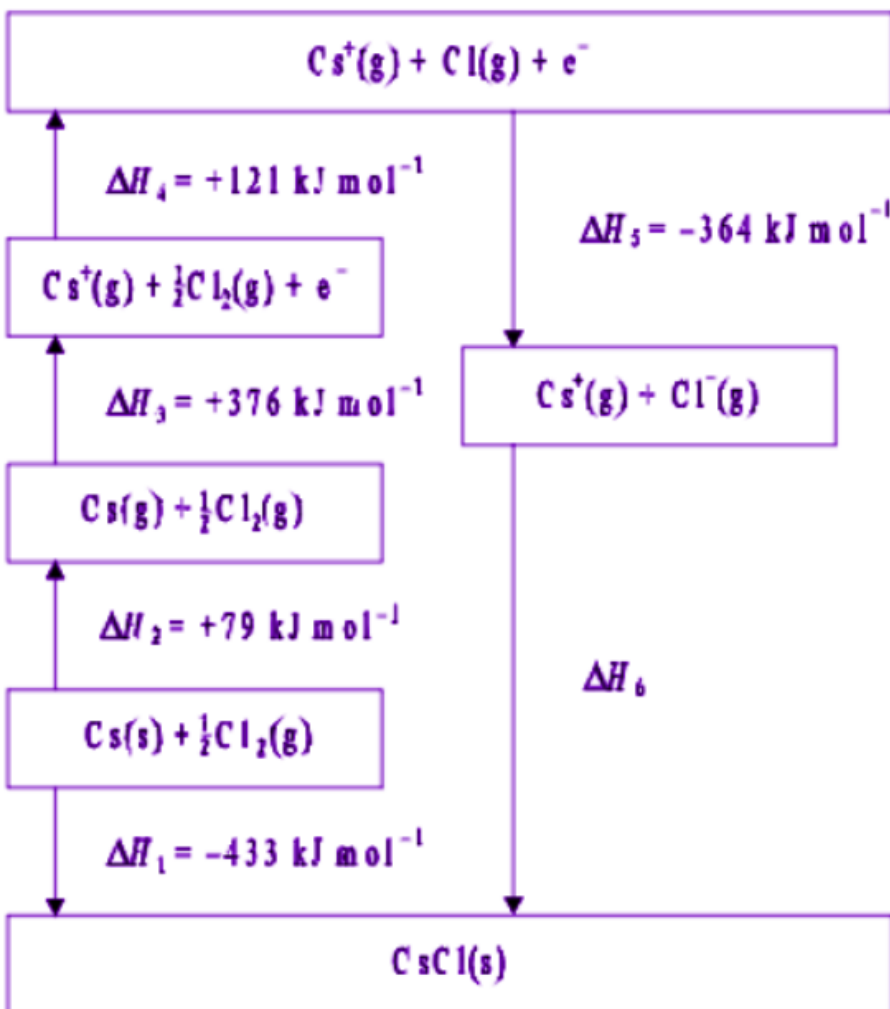 Cs⁺(g) + Cl(g) + e⁻
ΔH₄ = +121 kJ mol⁻¹
ΔH₅ = −364 kJ mol⁻¹
Cs⁺(g) + ½Cl₂(g) + e⁻
ΔH₃ = +376 kJ mol⁻¹
Cs⁺(g) + Cl⁻(g)
Cs(g) + ½Cl₂(g)
ΔH₂ = +79 kJ mol⁻¹
ΔH₆
Cs(s) + ½Cl₂(g)
ΔH₁ = −433 kJ mol⁻¹
CsCl(s)